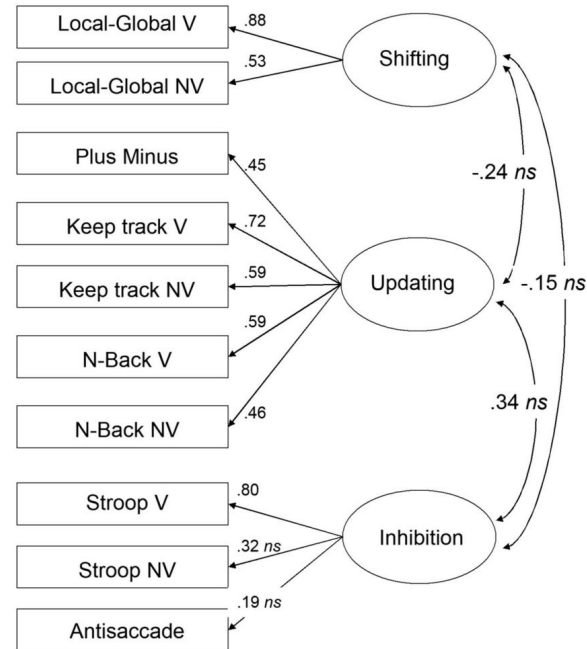 Local-Global V
.88
Shifting
Local-Global NV
.53
Plus Minus
.45
-.24 ns
Keep track V
.72
Keep track NV
.59
Updating
-.15 ns
N-Back V
.59
N-Back NV
.46
.34 ns
Stroop V
.80
Inhibition
Stroop NV
.32 ns
.19 ns
Antisaccade